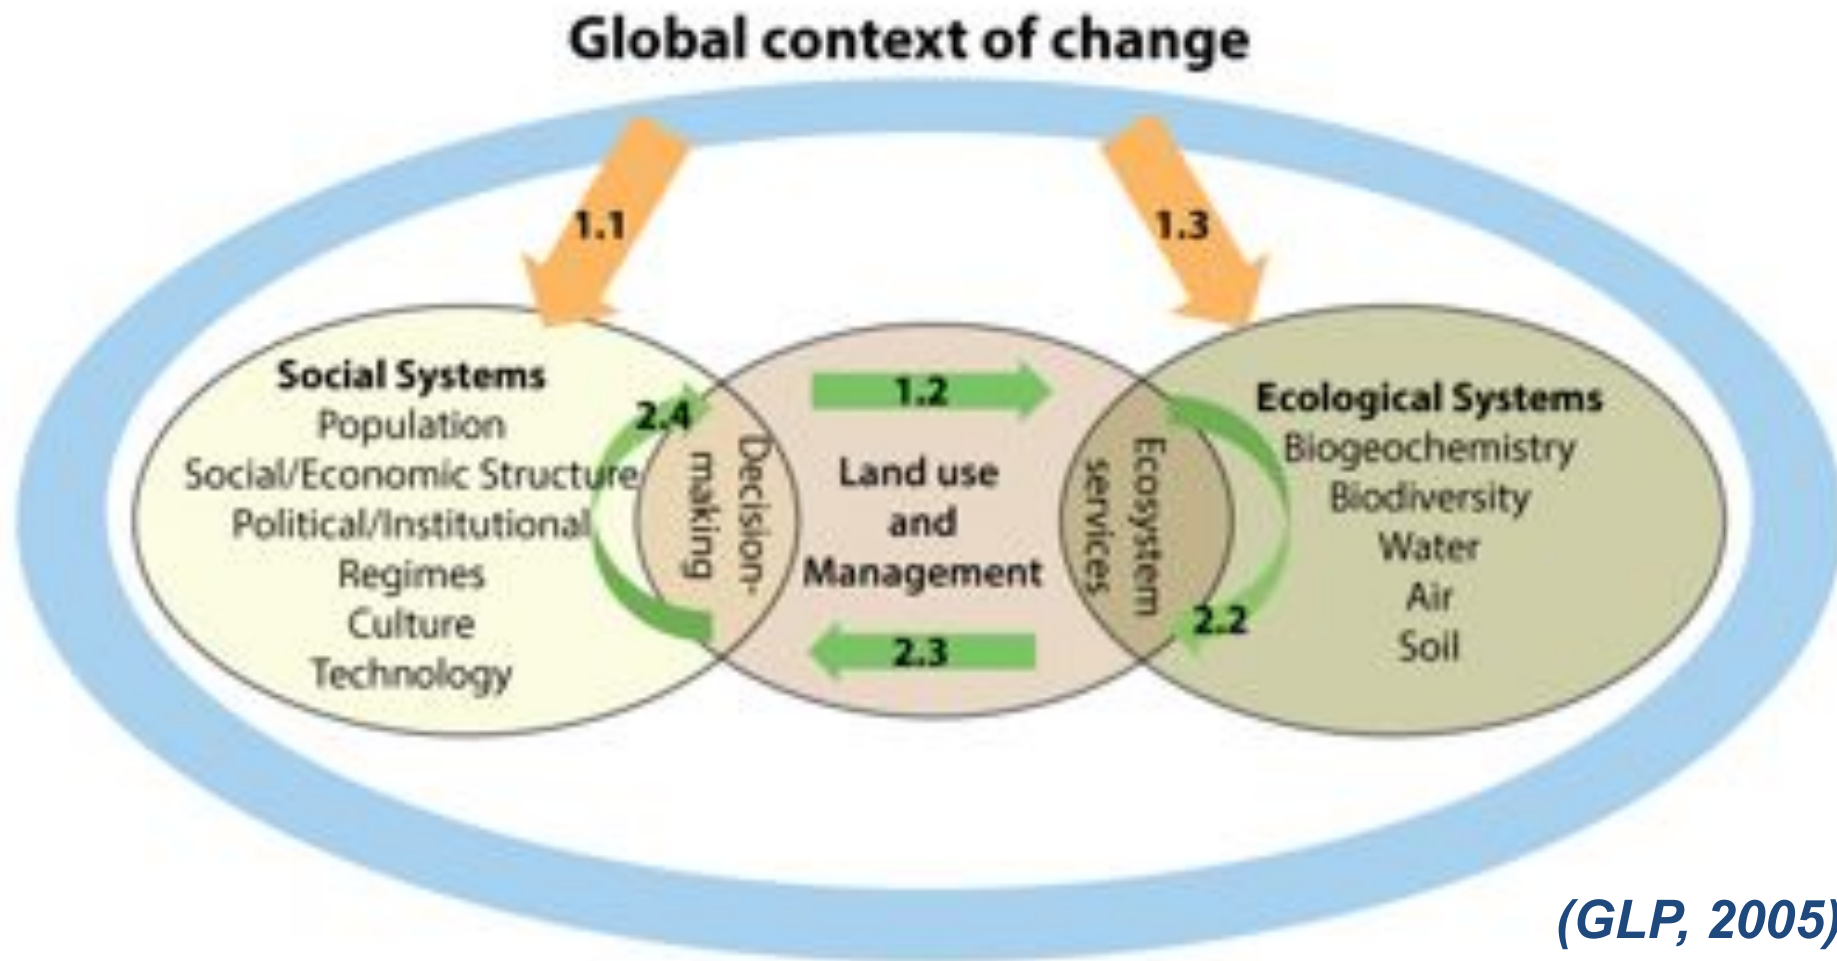 Global context of change
1.1
1.3
Social Systems
Population
Social/Economic Structure
Political/Institutional
Regimes
Culture
Technology
2.4
Decision-
making
1.2
Land use
and
Management
2.3
Ecosystem
services
2.2
Ecological Systems
Biogeochemistry
Biodiversity
Water
Air
Soil
(GLP, 2005)